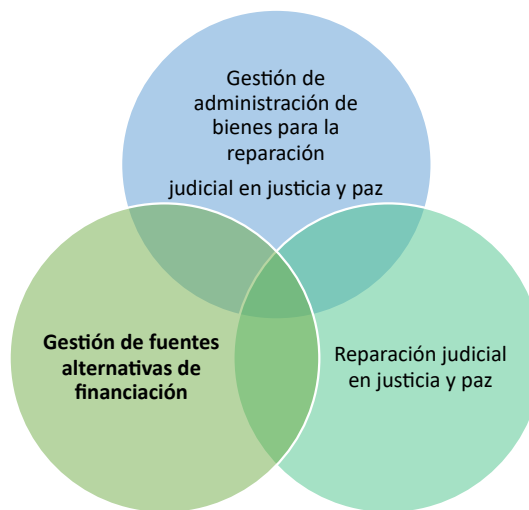 Gestión de
administración de
bienes para la
reparación
judicial en justicia y paz
Gestión de fuentes
alternativas de
financiación
Reparación judicial
en justicia y paz